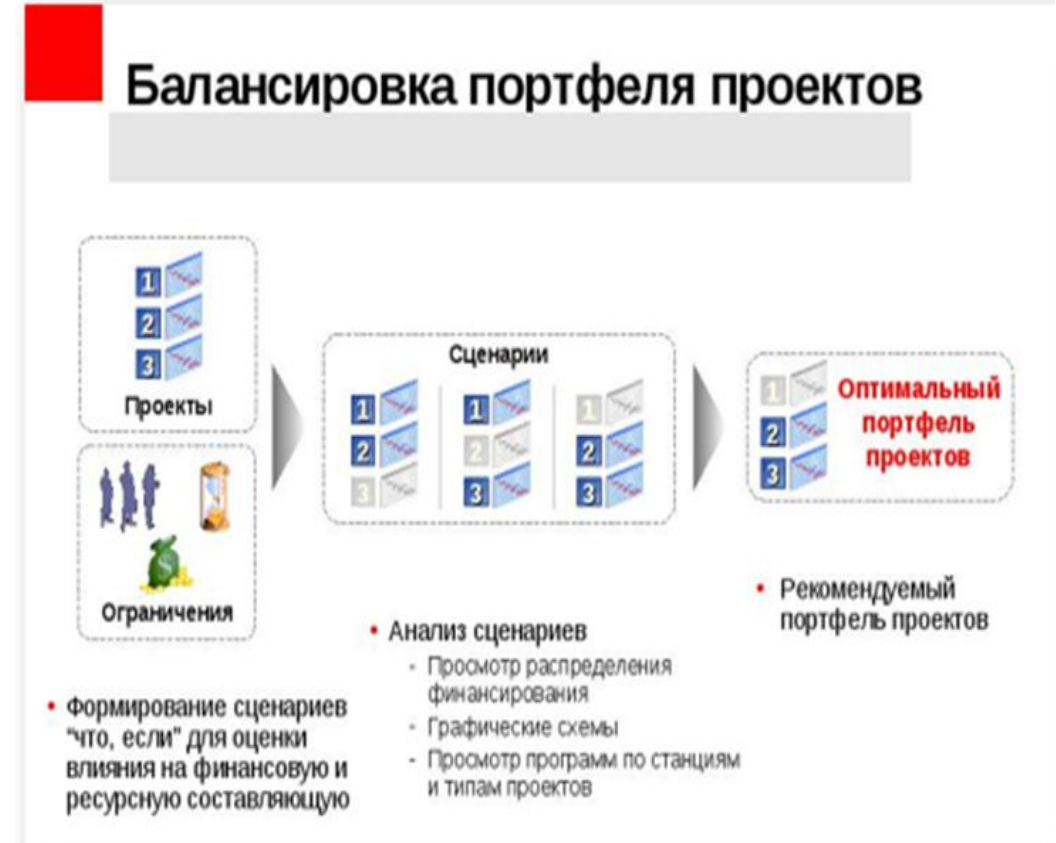 Балансировка портфеля проектов
1
2
3
Проекты
$
Ограничения
Сценарии
1 1 1
2 2 2
3 3 3
1
2
3
Оптимальный
портфель
проектов
• Формирование сценариев
"что, если" для оценки
влияния на финансовую и
ресурсную составляющую
• Анализ сценариев
- Просмотр распределения
финансирования
- Графические схемы
- Просмотр программ по станциям
и типам проектов
• Рекомендуемый
портфель проектов